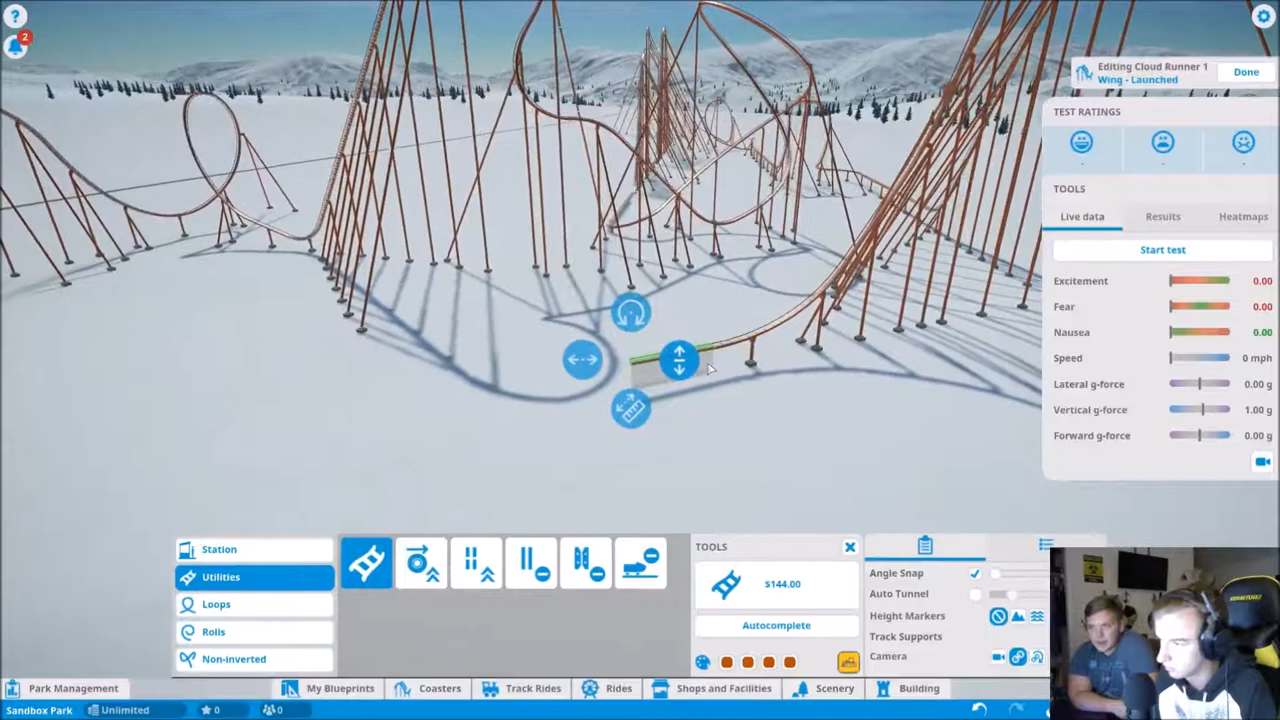 ?
2
Editing Cloud Runner 1
Wing - Launched
Done
TEST RATINGS
- - -
TOOLS
Live data Results Heatmaps
Start test
Excitement 0.00
Fear 0.00
Nausea 0.00
Speed 0 mph
Lateral g-force 0.00 g
Vertical g-force 1.00 g
Forward g-force 0.00 g
Station
Utilities
Loops
Rolls
Non-inverted
TOOLS
$144.00
Autocomplete
Angle Snap
Auto Tunnel
Height Markers
Track Supports
Camera
Park Management
My Blueprints
Coasters
Track Rides
Rides
Shops and Facilities
Scenery
Building
Sandbox Park
Unlimited
0
0